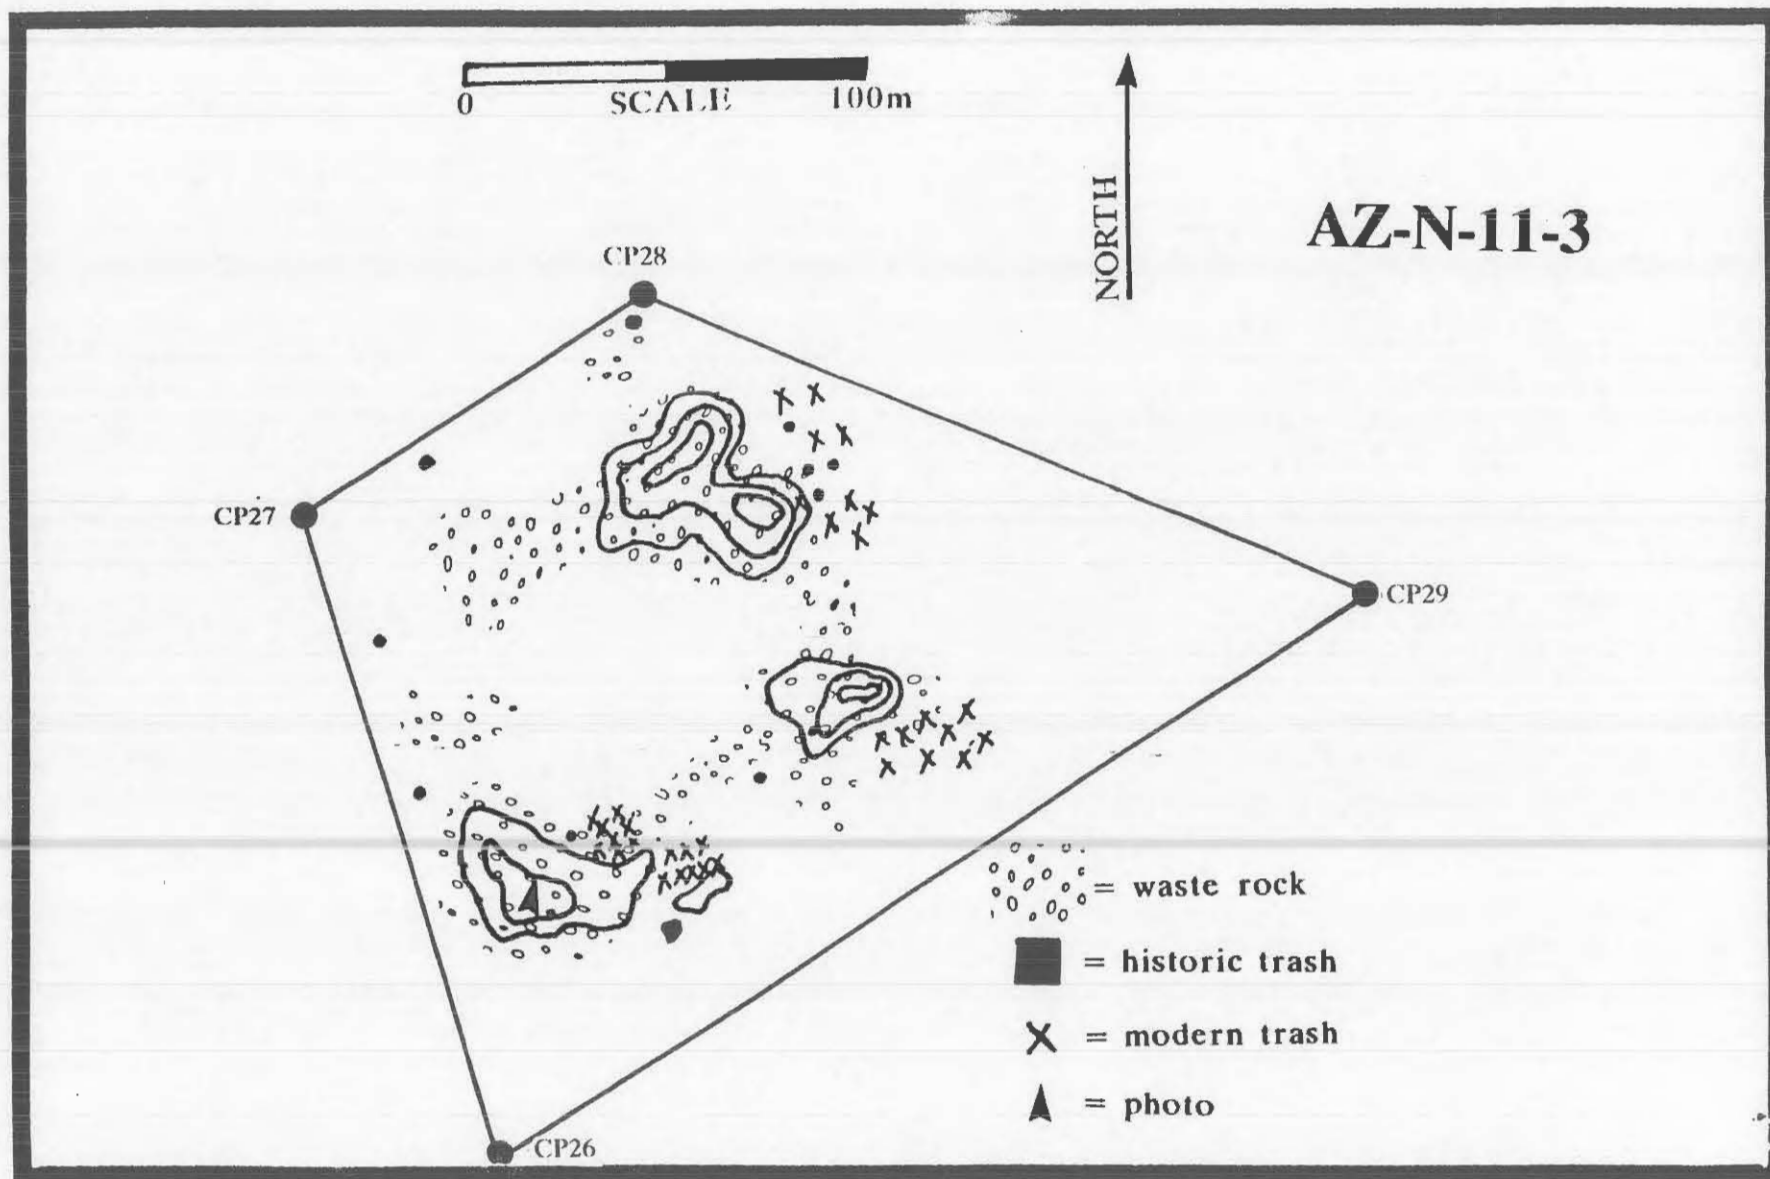 0 SCALE 100m
NORTH
AZ-N-11-3
CP28
CP27
CP29
= waste rock
= historic trash
= modern trash
= photo
CP26